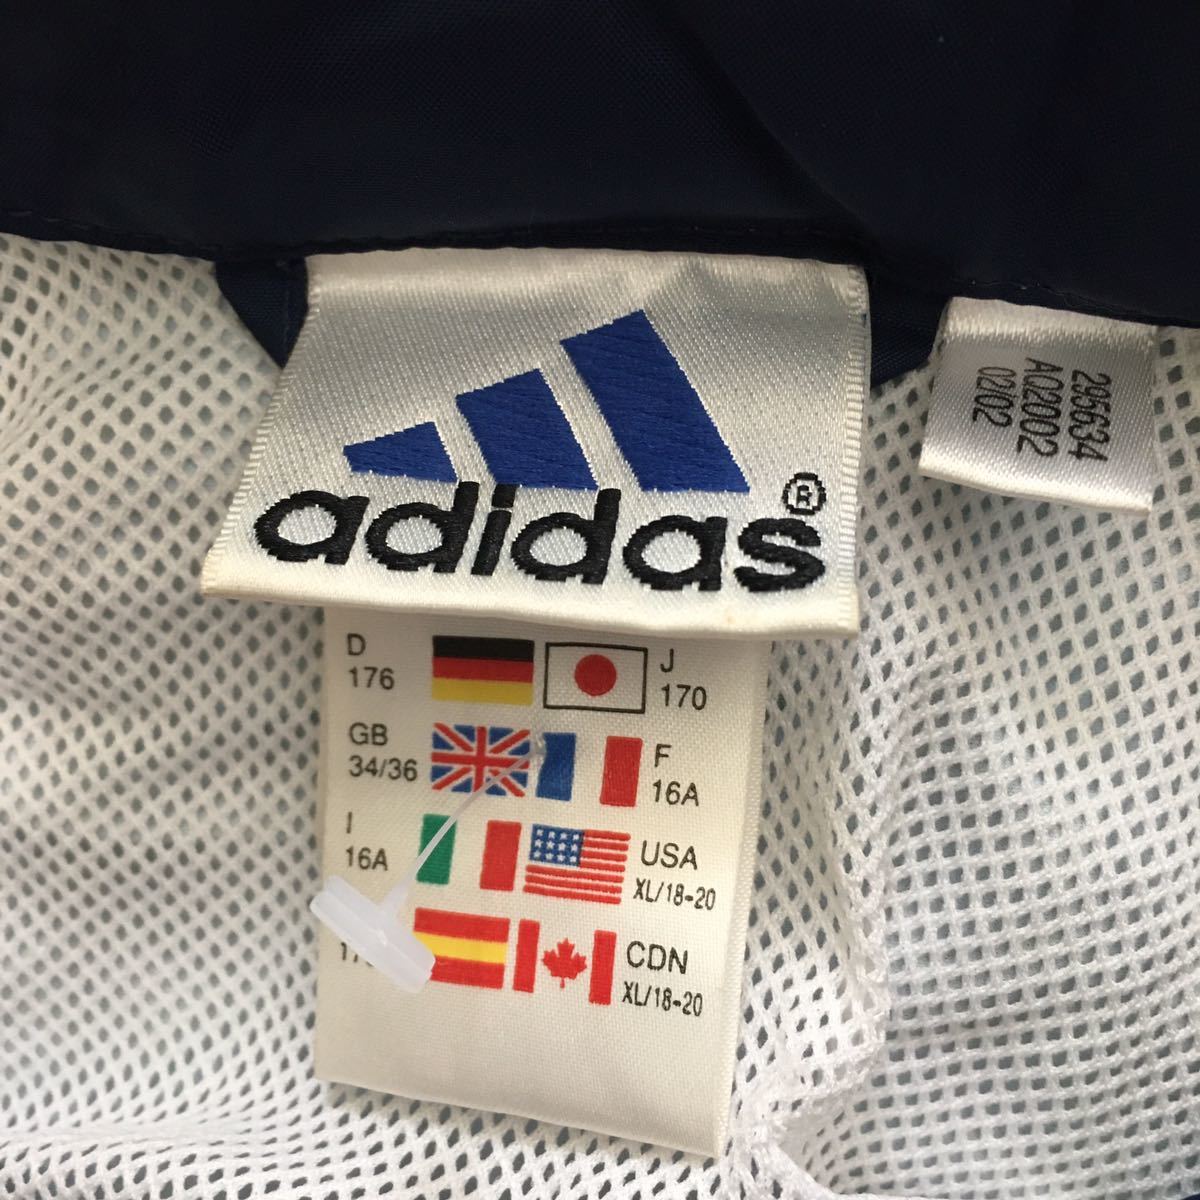 adidas®
295634
AO2002
02/02
D
176
J
170
GB
34/36
F
16A
I
16A
USA
XL/18-20
CDN
XL/18-20